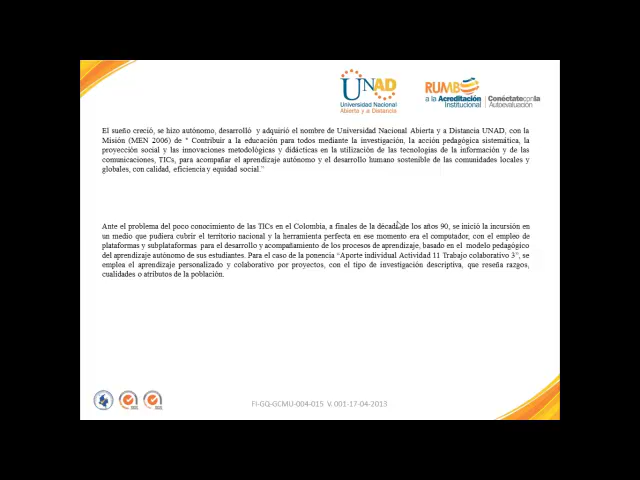 UNAD
Universidad Nacional
Abierta y a Distancia
RUMBO
a la Acreditación
Institucional
Conéctate con la
Autoevaluación
El sueño creció, se hizo autónomo, desarrolló y adquirió el nombre de Universidad Nacional Abierta y a Distancia UNAD, con la
Misión (MEN 2006) de " Contribuir a la educación para todos mediante la investigación, la acción pedagógica sistemática, la
proyección social y las innovaciones metodológicas y didácticas en la utilización de las tecnologías de la información y de las
comunicaciones, TICs, para acompañar el aprendizaje autónomo y el desarrollo humano sostenible de las comunidades locales y
globales, con calidad, eficiencia y equidad social."
Ante el problema del poco conocimiento de las TICs en el Colombia, a finales de la década de los años 90, se inició la incursión en
un medio que pudiera cubrir el territorio nacional y la herramienta perfecta en ese momento era el computador, con el empleo de
plataformas y subplataformas para el desarrollo y acompañamiento de los procesos de aprendizaje, basado en el modelo pedagógico
del aprendizaje autónomo de sus estudiantes. Para el caso de la ponencia “Aporte individual Actividad 11 Trabajo colaborativo 3”, se
emplea el aprendizaje personalizado y colaborativo por proyectos, con el tipo de investigación descriptiva, que reseña rasgos,
cualidades o atributos de la población.
FI-GQ-GCMU-004-015 V. 001-17-04-2013